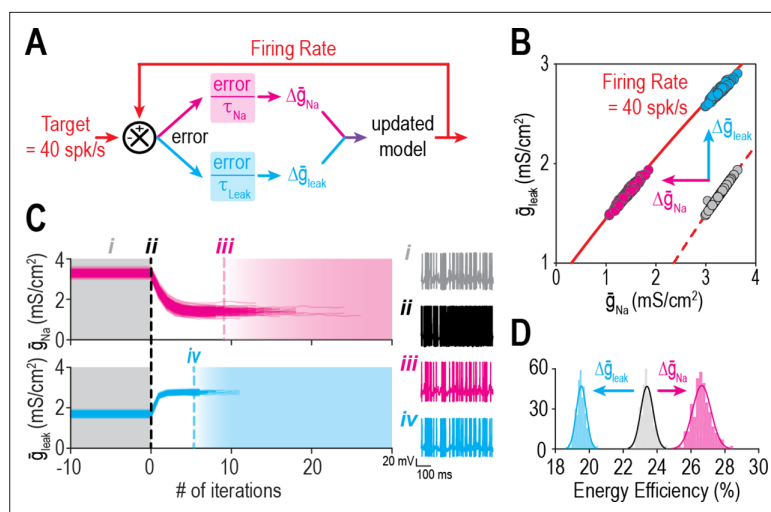 A
Firing Rate
Target
= 40 spk/s
+
-
error
error
τNa
ΔḡNa
error
τLeak
Δḡleak
updated
model
B
ḡleak (mS/cm²)
3
2
1
Firing Rate
= 40 spk/s
Δḡleak
ΔḡNa
1 2 3 4
ḡNa (mS/cm²)
C
i ii iii
ḡNa (mS/cm²)
4
2
0
iv
ḡleak (mS/cm²)
4
2
0
-10 0 10 20 30
# of iterations
i
ii
iii
iv
20 mV
100 ms
D
60
30
0
Δḡleak ΔḡNa
18 20 22 24 26 28 30
Energy Efficiency (%)